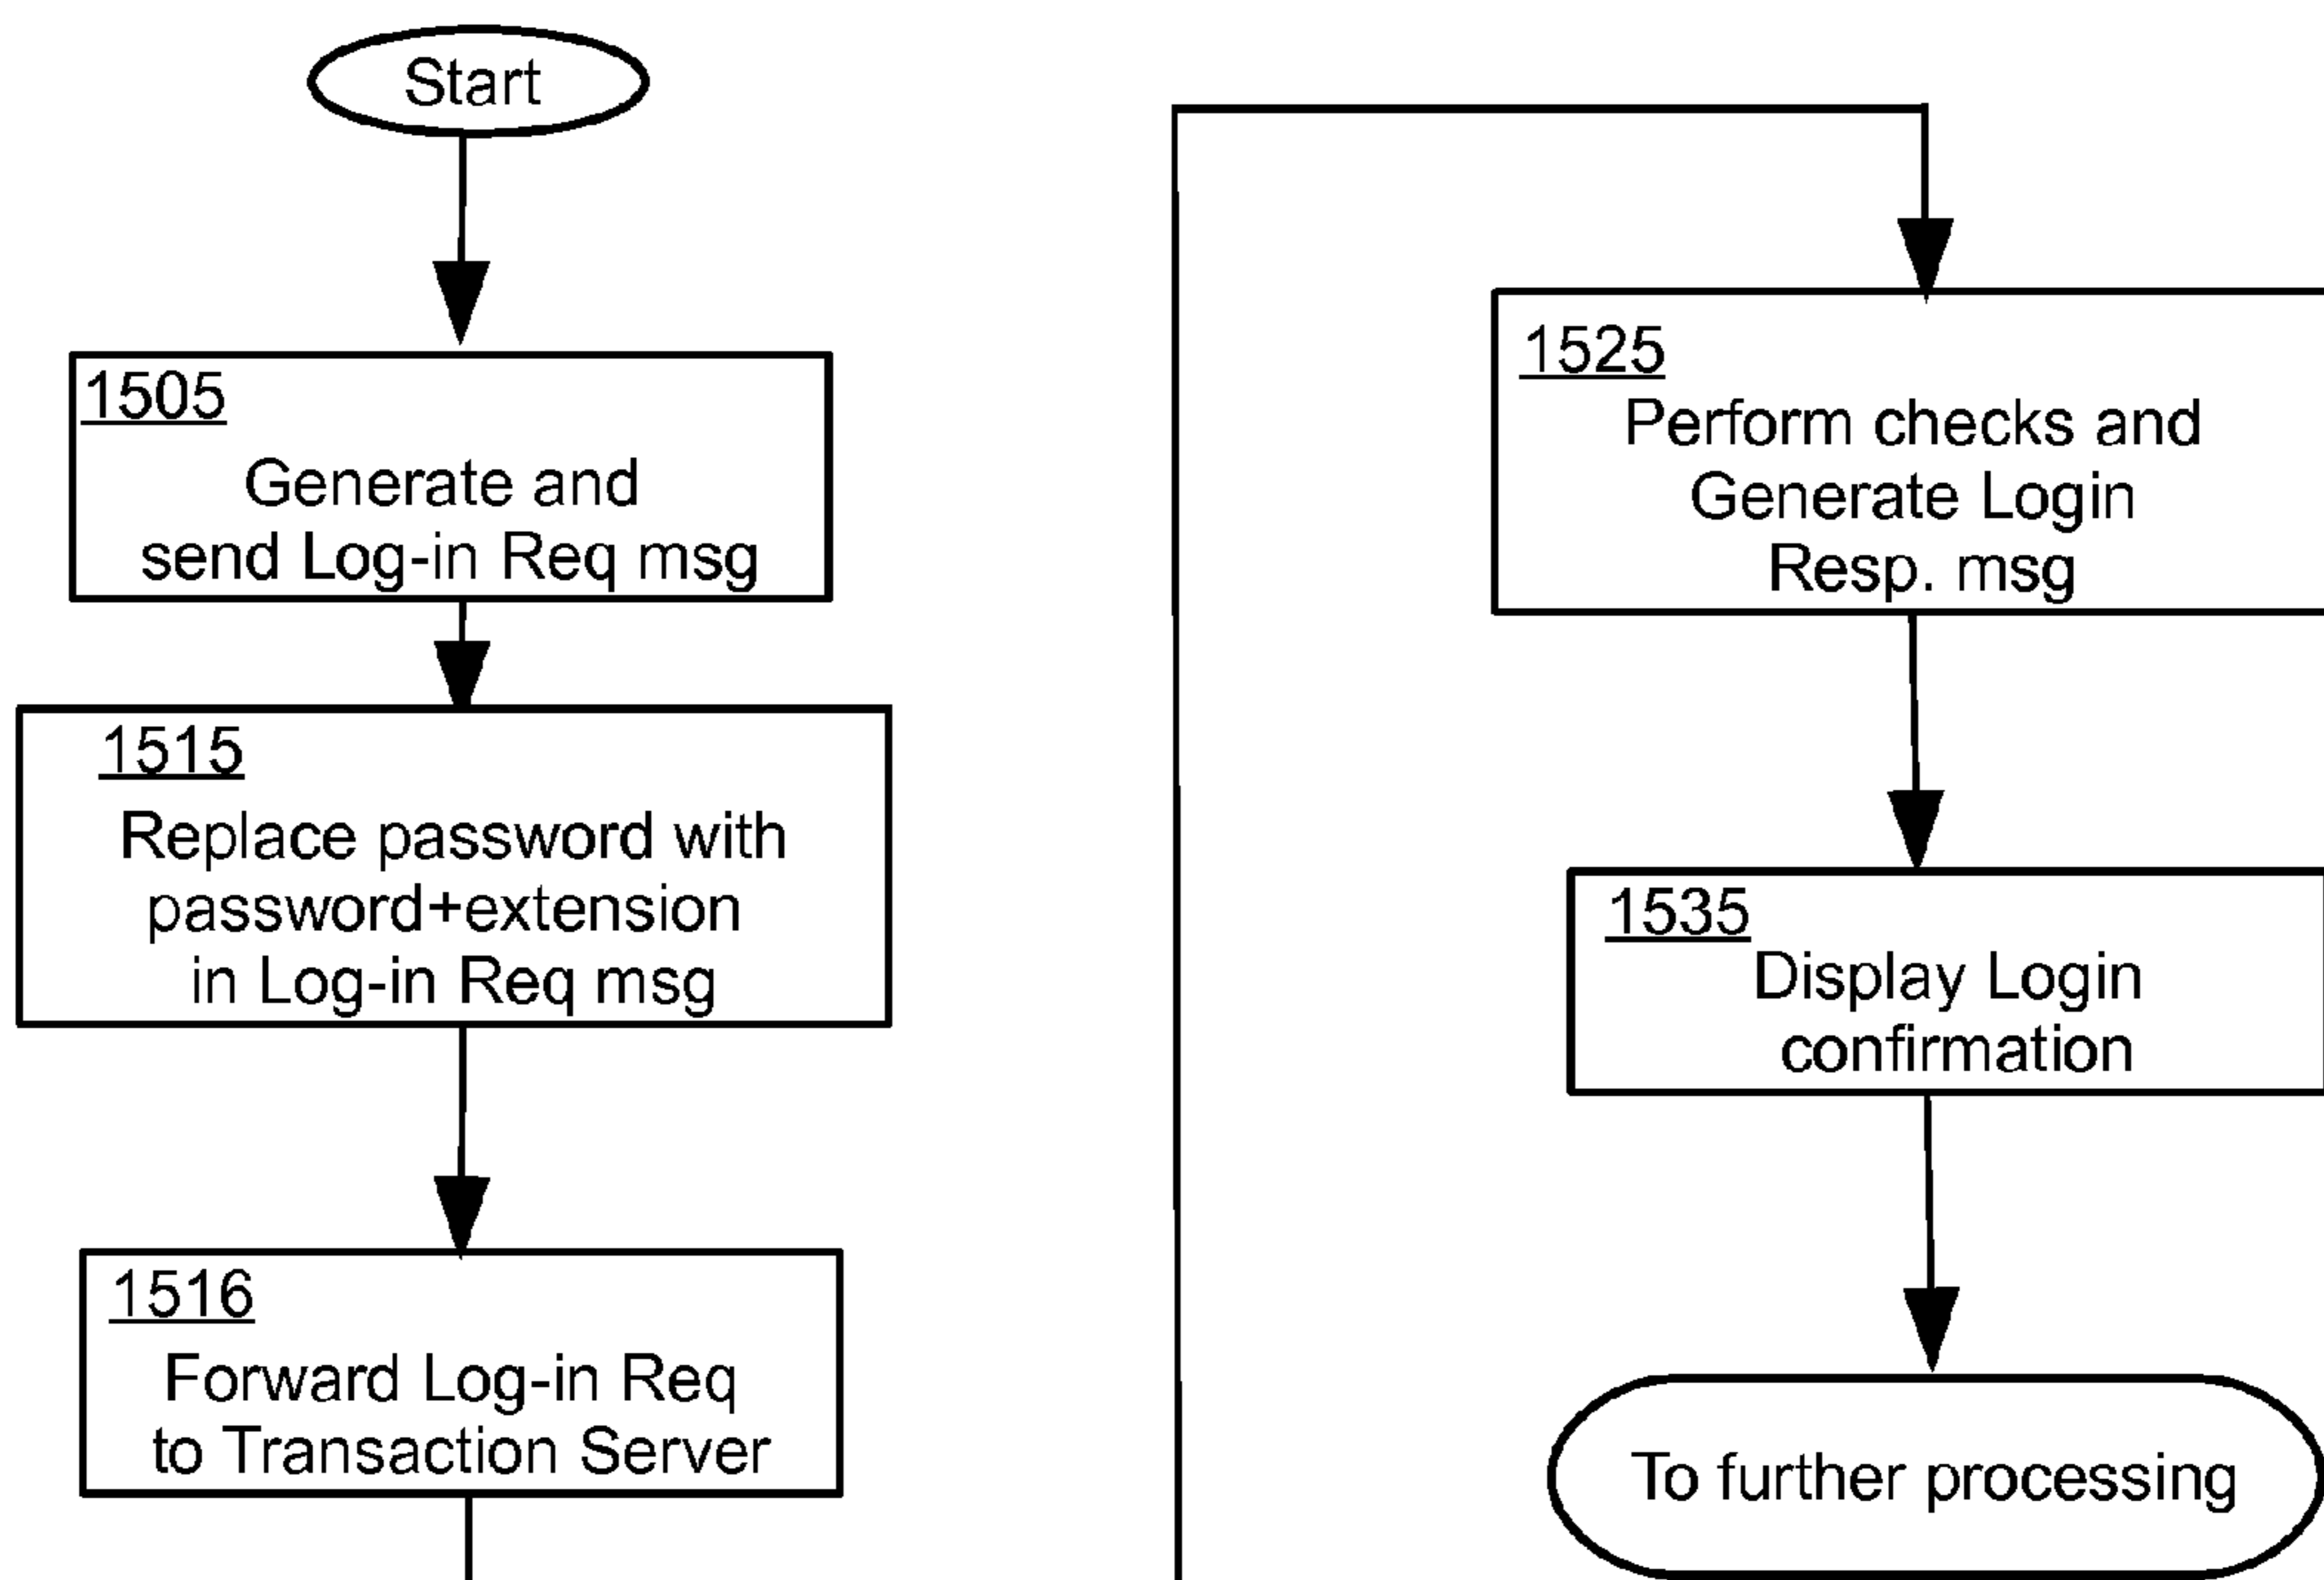 Start
1505
Generate and
send Log-in Req msg
1515
Replace password with
password+extension
in Log-in Req msg
1516
Forward Log-in Req
to Transaction Server
1525
Perform checks and
Generate Login
Resp. msg
1535
Display Login
confirmation
To further processing